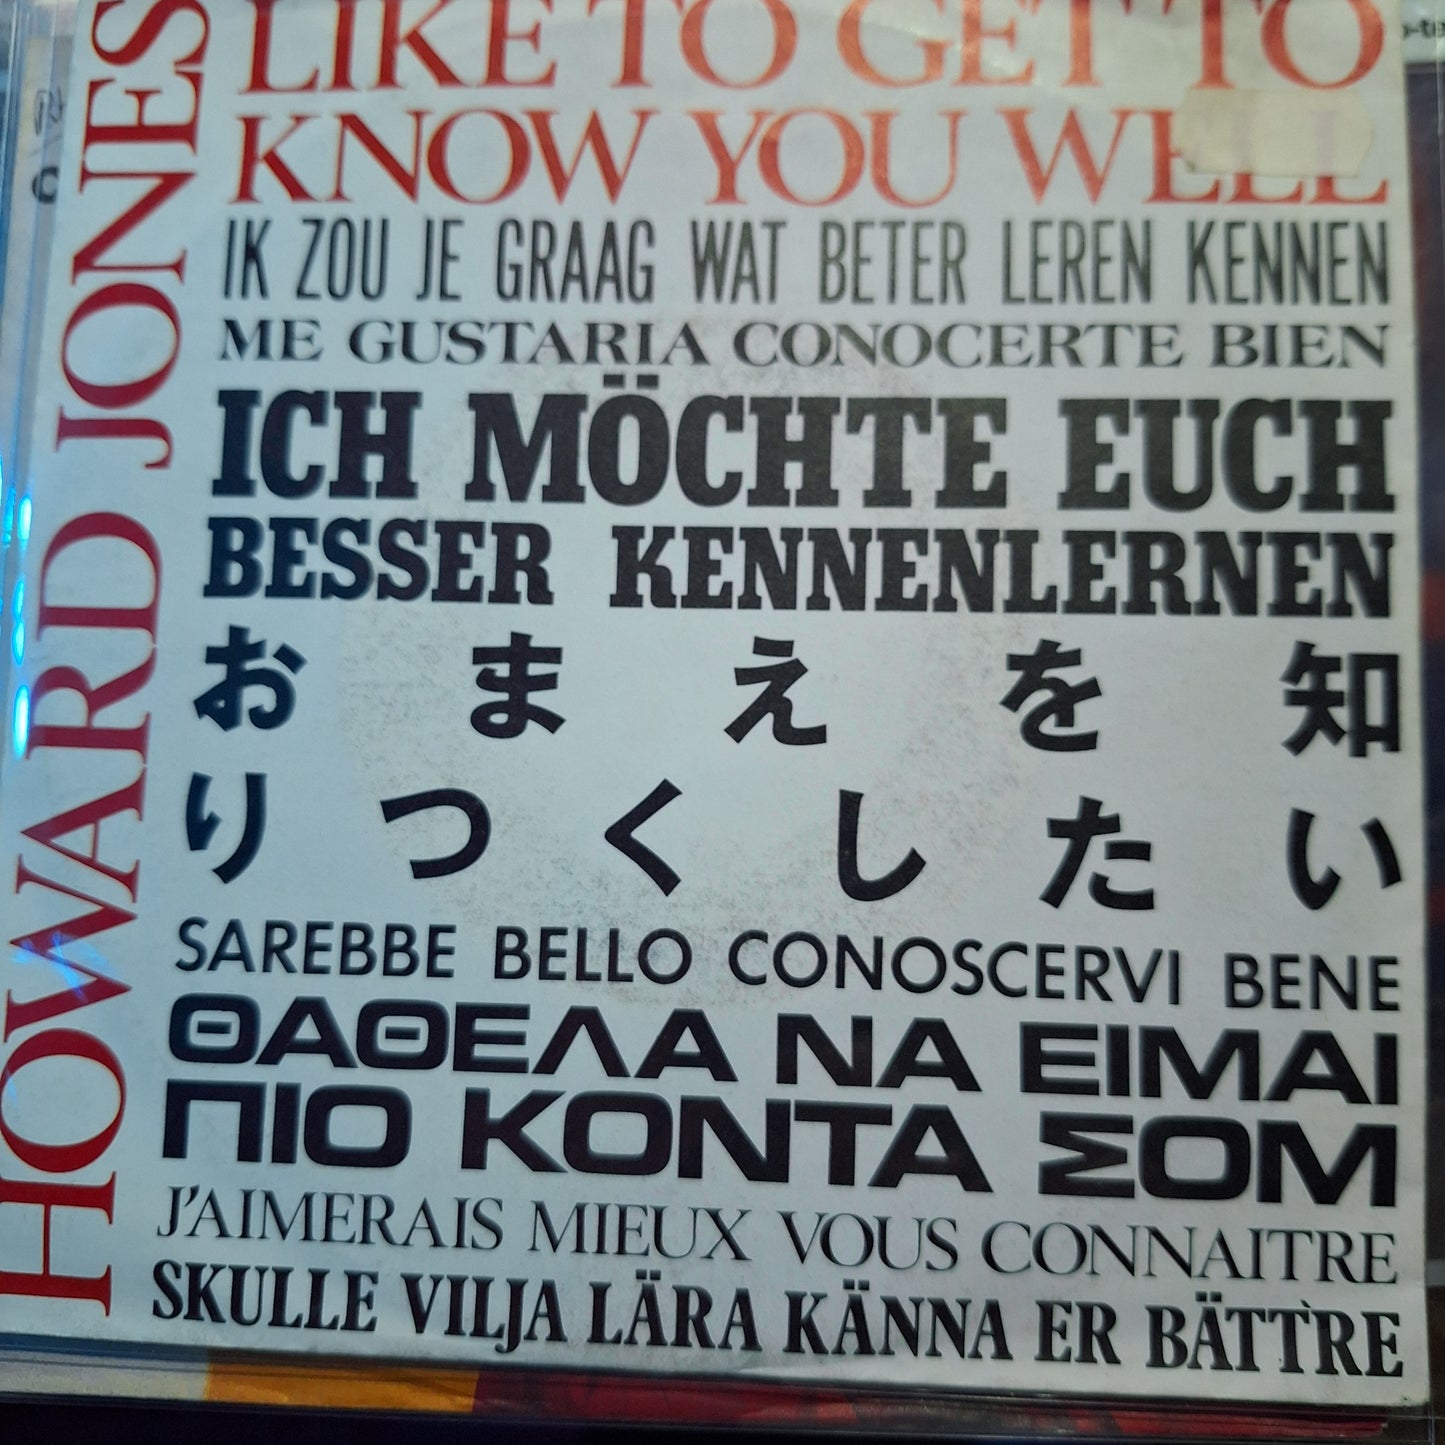 HOWARD JONES
LIKE TO GET TO
KNOW YOU WELL
IK ZOU JE GRAAG WAT BETER LEREN KENNEN
ME GUSTARIA CONOCERTE BIEN
ICH MÖCHTE EUCH
BESSER KENNENLERNEN
おまえを知
りつくしたい
SAREBBE BELLO CONOSCERVI BENE
ΘΑΘΕΛΑ ΝΑ ΕΙΜΑΙ
ΠΙΟ ΚΟΝΤΑ ΣΟΜ
J'AIMERAIS MIEUX VOUS CONNAITRE
SKULLE VILJA LÄRA KÄNNA ER BÄTTRE